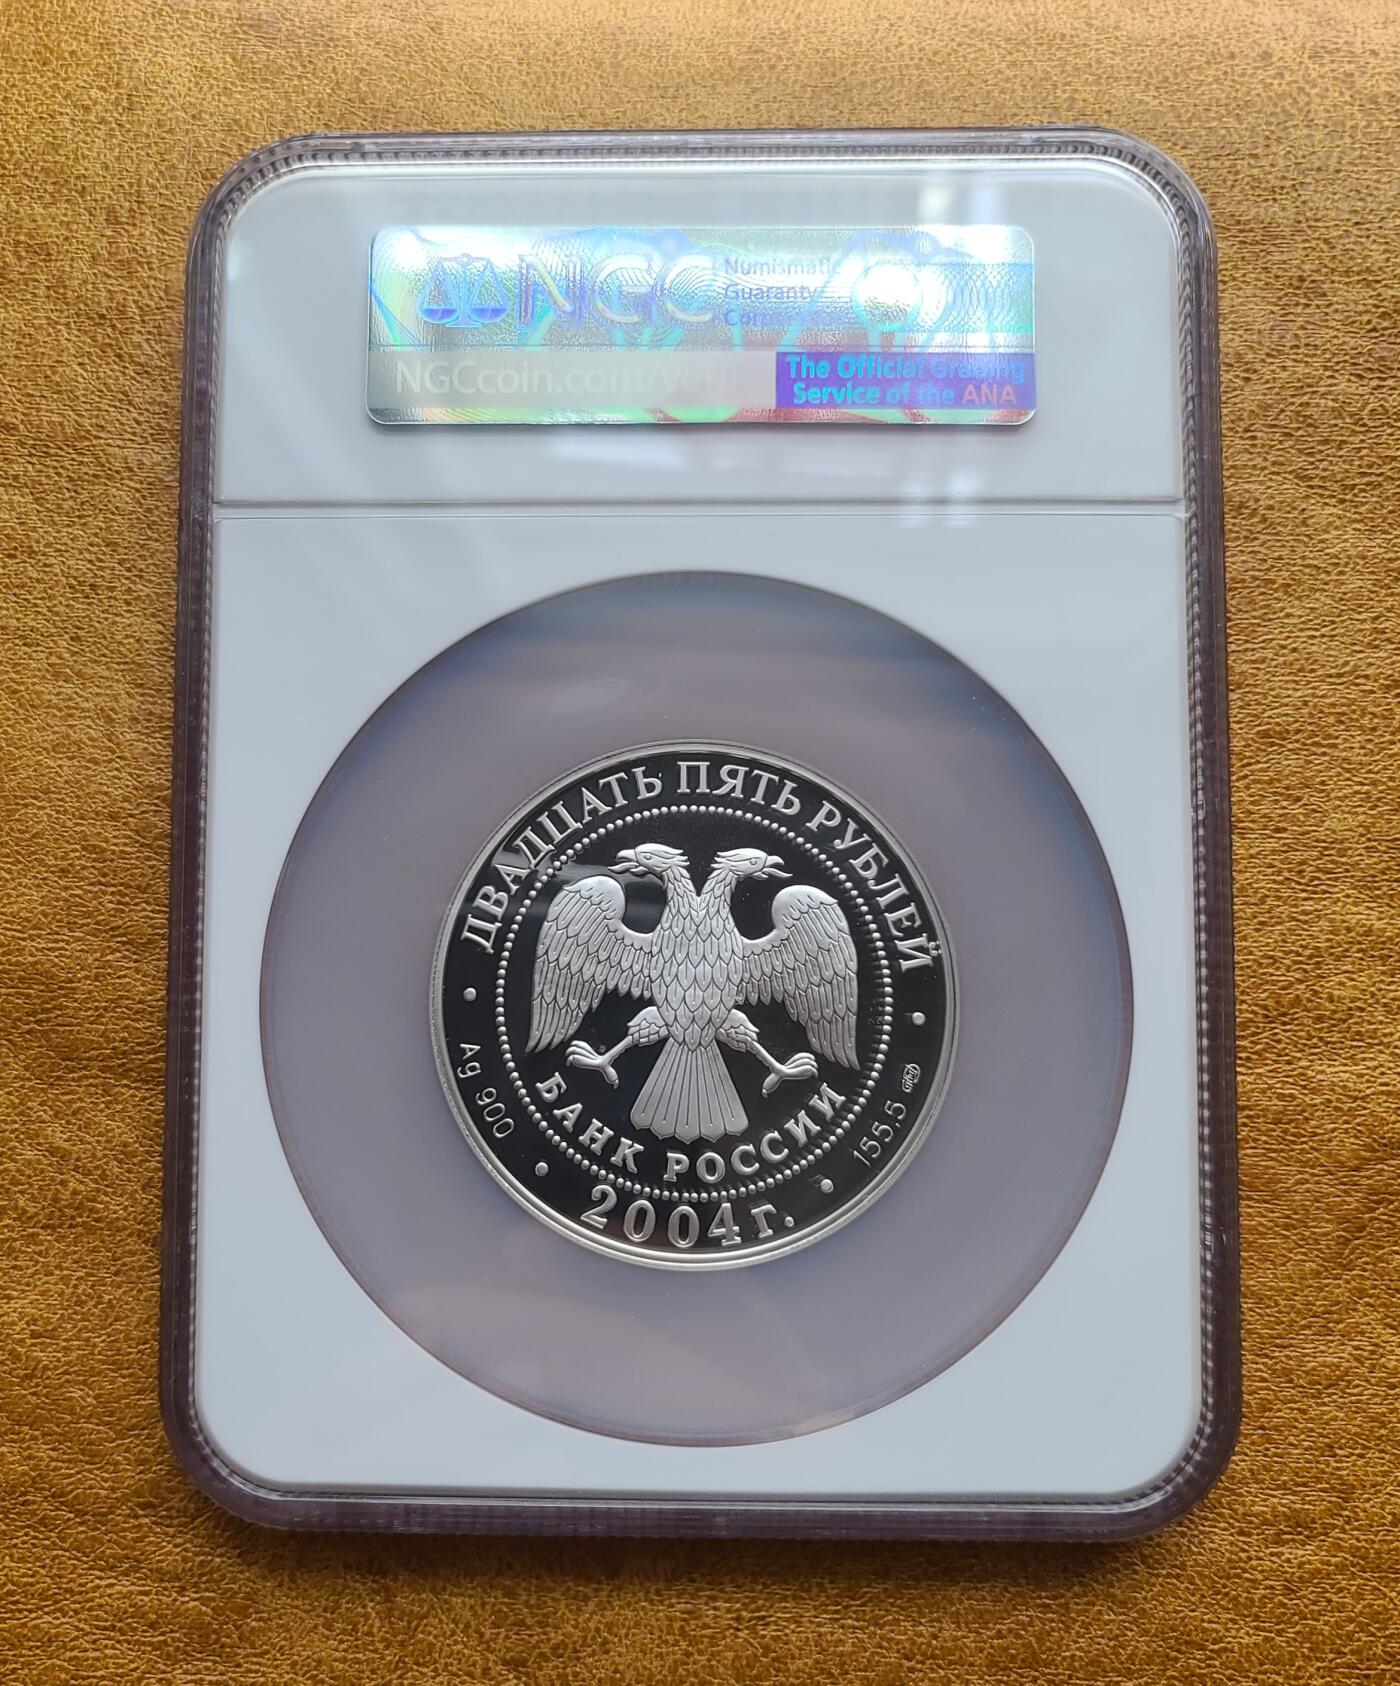 NGC
Numismatic
Guaranty
NGCcoin.com
The Official Grading
Service of the ANA
ДВАДЦАТЬ ПЯТЬ РУБЛЕЙ
БАНК РОССИИ
Ag 900
155,5
2004 г.